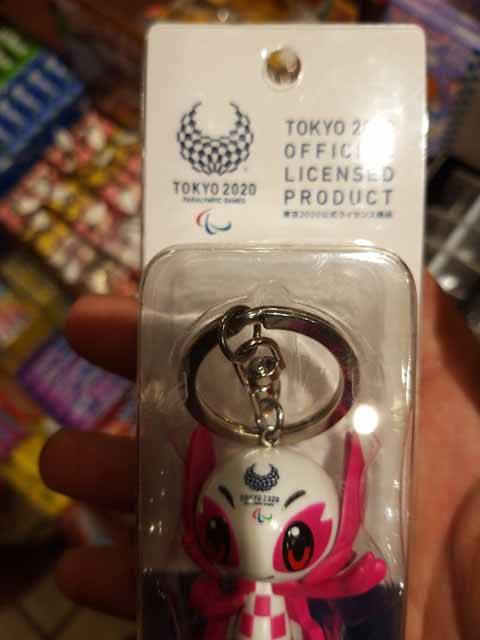 TOKYO 2020
PARALYMPIC GAMES
TOKYO 2
OFFICIAL
LICENSED
PRODUCT
東京2020公式ライセンス商品
TOKYO 2020